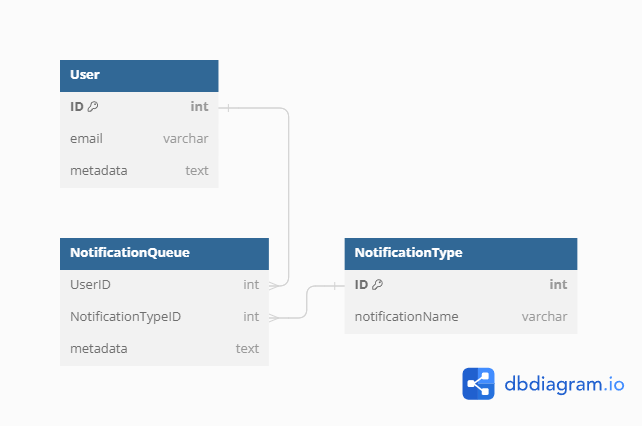 User
ID int
email varchar
metadata text
NotificationQueue
UserID int
NotificationTypeID int
metadata text
NotificationType
ID int
notificationName varchar
dbdiagram.io